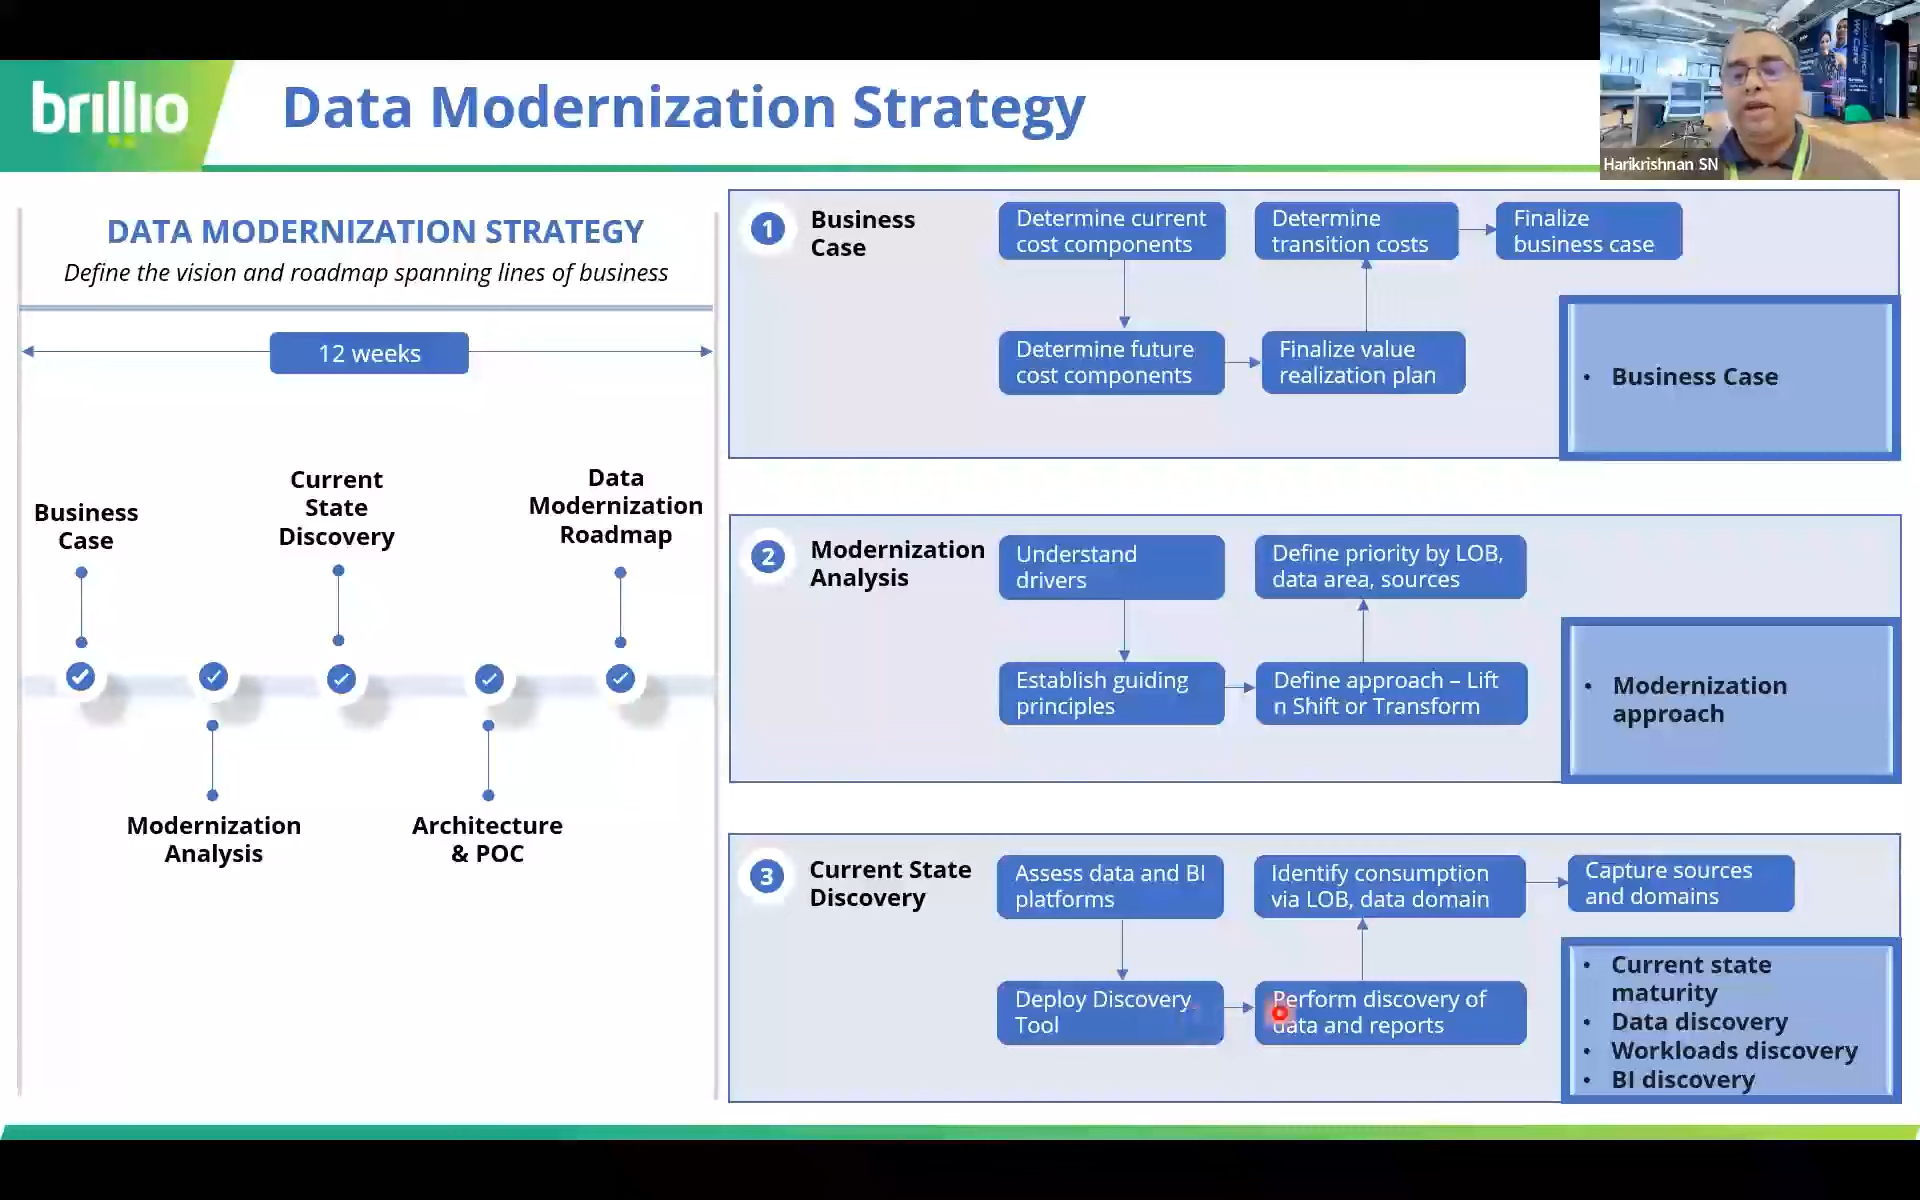 brillio
Data Modernization Strategy
Harikrishnan SN
DATA MODERNIZATION STRATEGY
Define the vision and roadmap spanning lines of business
12 weeks
Business
Case
Current
State
Discovery
Data
Modernization
Roadmap
Modernization
Analysis
Architecture
& POC
1
Business
Case
Determine current
cost components
Determine
transition costs
Finalize
business case
Determine future
cost components
Finalize value
realization plan
• Business Case
2
Modernization
Analysis
Understand
drivers
Define priority by LOB,
data area, sources
Establish guiding
principles
Define approach – Lift
n Shift or Transform
• Modernization
approach
3
Current State
Discovery
Assess data and BI
platforms
Identify consumption
via LOB, data domain
Capture sources
and domains
Deploy Discovery
Tool
Perform discovery of
data and reports
• Current state
maturity
• Data discovery
• Workloads discovery
• BI discovery